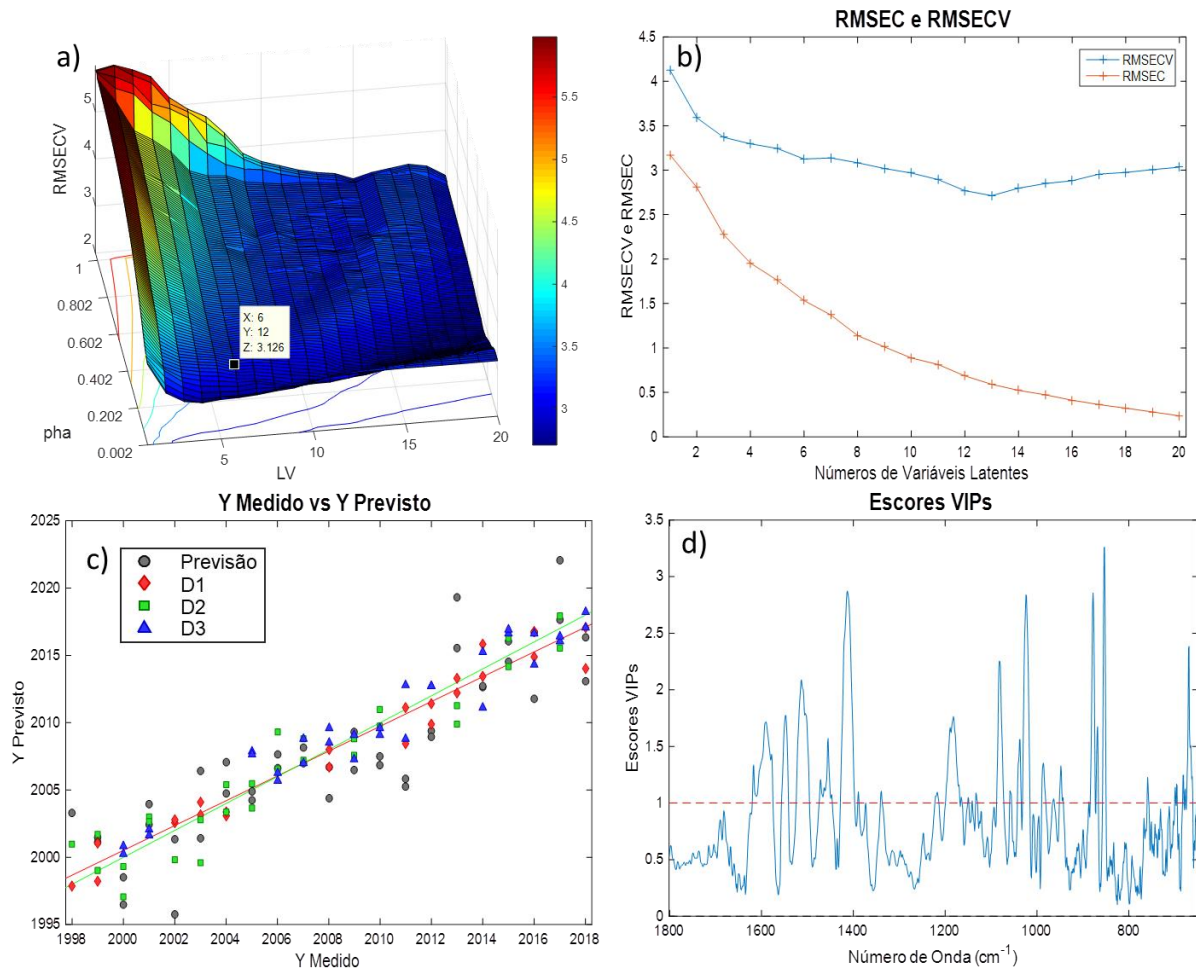 a)
RMSECV
5
4
3
2
1
0.802
0.602
0.402
0.202
0.002
pha
5
10
15
20
LV
X: 6
Y: 12
Z: 3.126
5.5
5
4.5
4
3.5
3
RMSEC e RMSECV
b)
RMSECV
RMSEC
RMSECV e RMSEC
4.5
4
3.5
3
2.5
2
1.5
1
0.5
0
2 4 6 8 10 12 14 16 18 20
Números de Variáveis Latentes
Y Medido vs Y Previsto
c)
Previsão
D1
D2
D3
Y Previsto
2025
2020
2015
2010
2005
2000
1995
1998 2000 2002 2004 2006 2008 2010 2012 2014 2016 2018
Y Medido
Escores VIPs
d)
Escores VIPs
3.5
3
2.5
2
1.5
1
0.5
0
1800 1600 1400 1200 1000 800
Número de Onda (cm⁻¹)